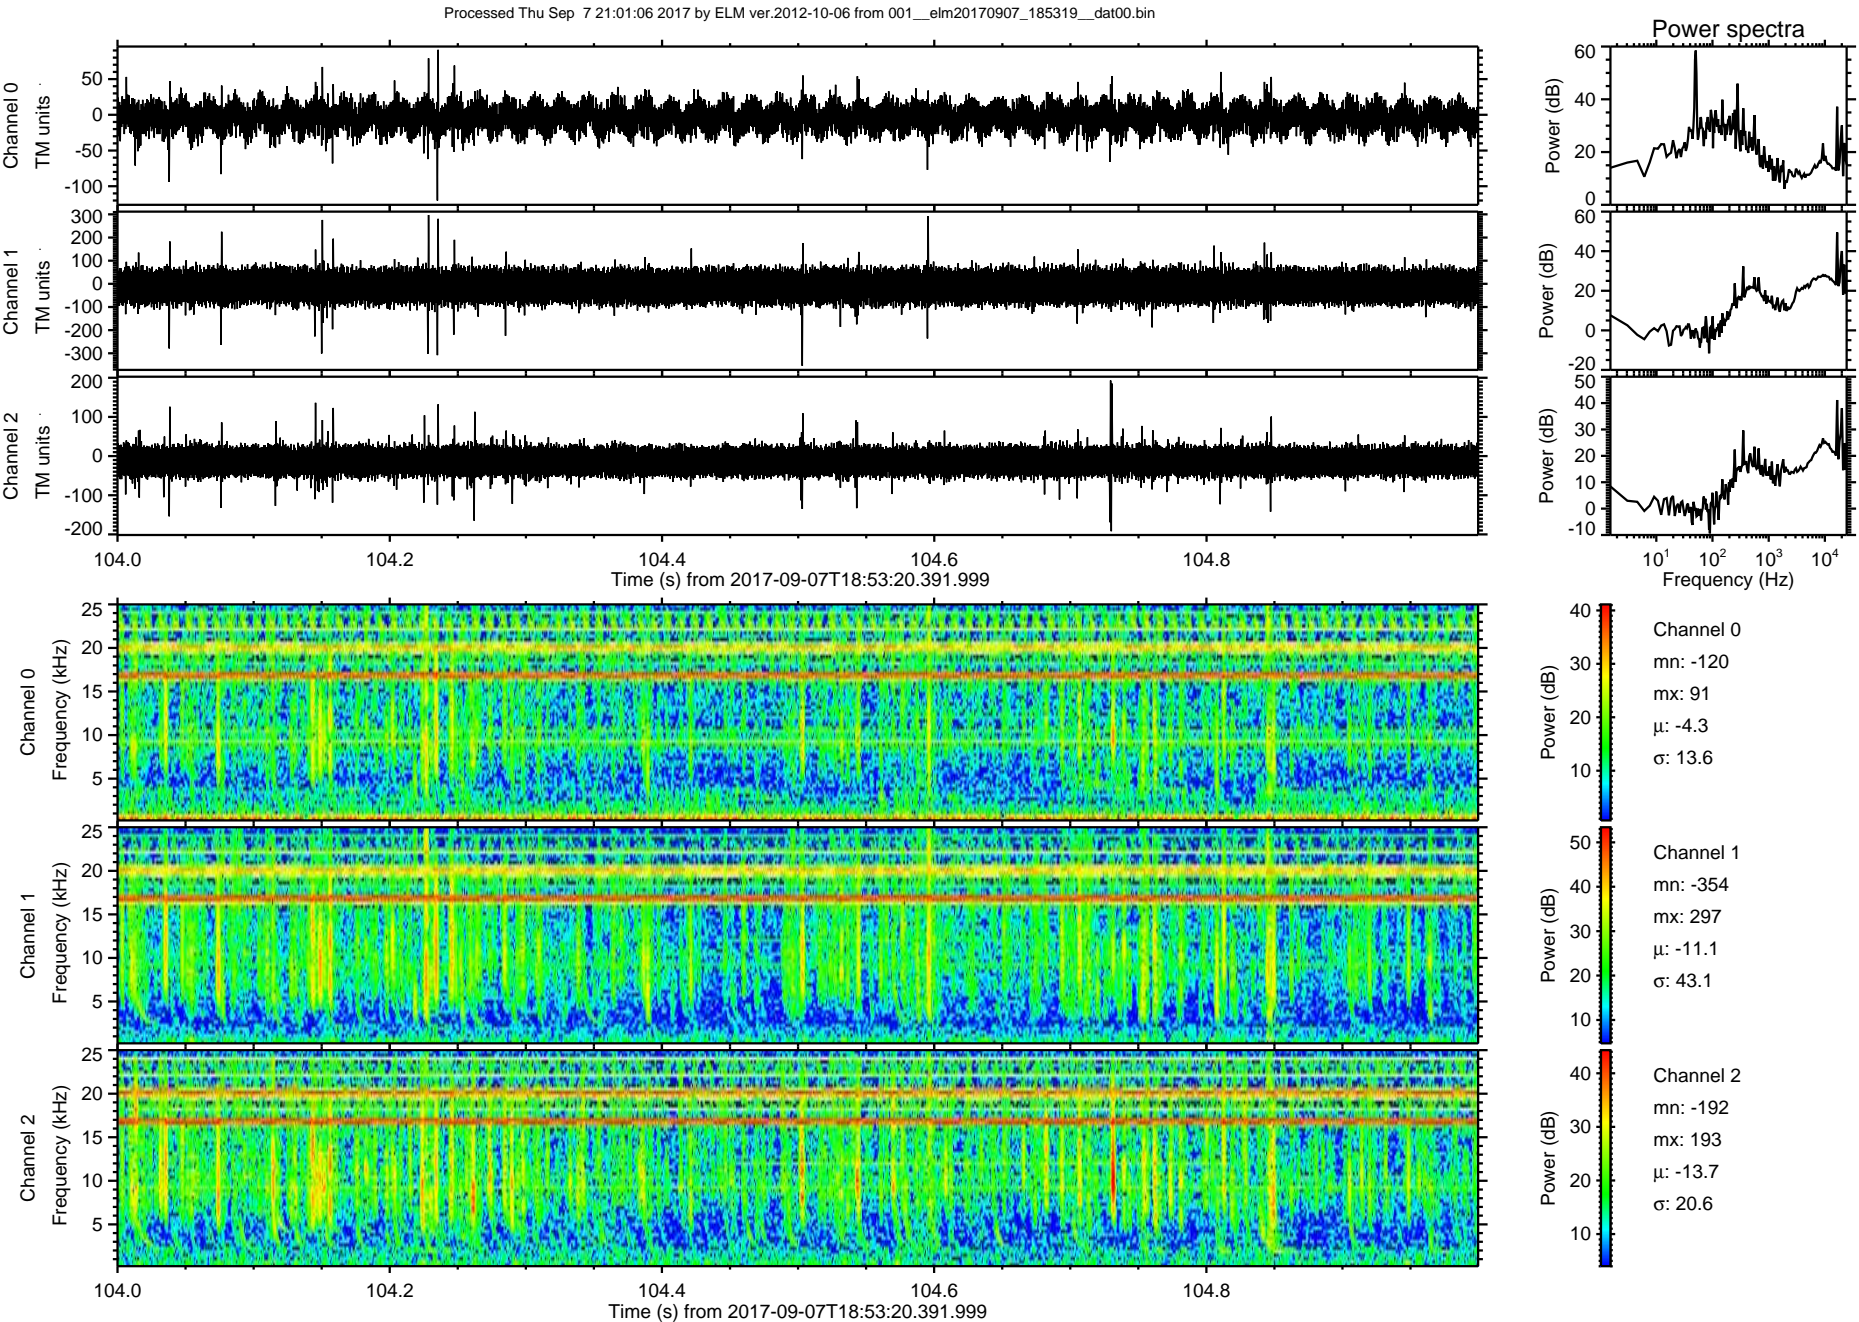 Processed Thu Sep  7 21:01:06 2017 by ELM ver.2012-10-06 from 001__elm20170907_185319__dat00.bin
Power spectra
Channel 0
TM units
50
0
-50
-100
Power (dB)
60
40
20
0
Channel 1
TM units
300
200
100
0
-100
-200
-300
Power (dB)
60
40
20
0
-20
Channel 2
TM units
200
100
0
-100
-200
Power (dB)
50
40
30
20
10
0
-10
104.0 104.2 104.4 104.6 104.8
Time (s) from 2017-09-07T18:53:20.391.999
10¹ 10² 10³ 10⁴
Frequency (Hz)
Channel 0
Frequency (kHz)
25
20
15
10
5
Power (dB)
40
30
20
10
Channel 0
mn: -120
mx: 91
μ: -4.3
σ: 13.6
Channel 1
Frequency (kHz)
25
20
15
10
5
Power (dB)
50
40
30
20
10
Channel 1
mn: -354
mx: 297
μ: -11.1
σ: 43.1
Channel 2
Frequency (kHz)
25
20
15
10
5
Power (dB)
40
30
20
10
Channel 2
mn: -192
mx: 193
μ: -13.7
σ: 20.6
104.0 104.2 104.4 104.6 104.8
Time (s) from 2017-09-07T18:53:20.391.999